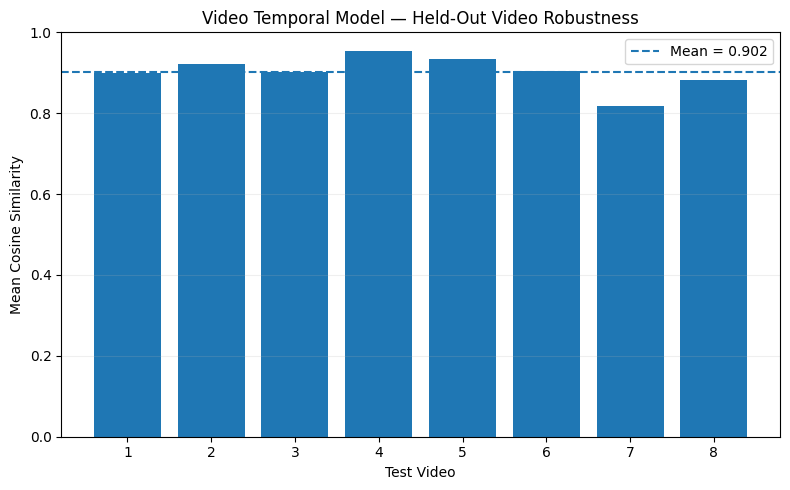 Video Temporal Model — Held-Out Video Robustness
Mean = 0.902
1.0
0.8
0.6
0.4
0.2
0.0
Mean Cosine Similarity
1 2 3 4 5 6 7 8
Test Video